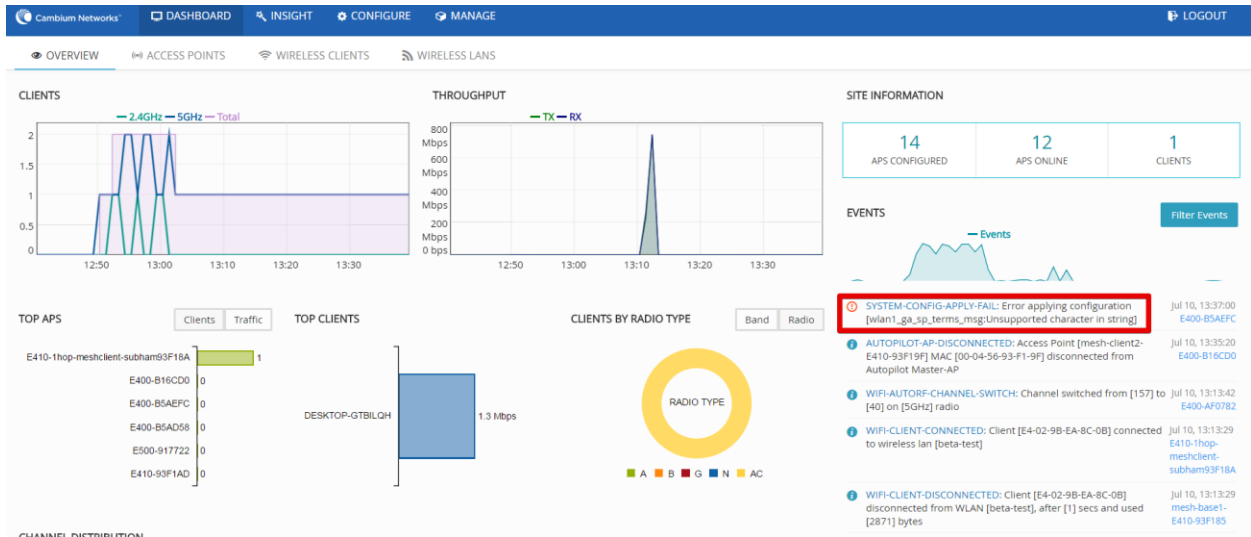 Cambium Networks™ DASHBOARD INSIGHT CONFIGURE MANAGE LOGOUT
OVERVIEW ACCESS POINTS WIRELESS CLIENTS WIRELESS LANS
CLIENTS
2.4GHz 5GHz Total
2
1.5
1
0.5
0
12:50 13:00 13:10 13:20 13:30
THROUGHPUT
TX RX
800
Mbps
600
Mbps
400
Mbps
200
Mbps
0 bps
12:50 13:00 13:10 13:20 13:30
SITE INFORMATION
14 12 1
APS CONFIGURED APS ONLINE CLIENTS
EVENTS Filter Events
Events
SYSTEM-CONFIG-APPLY-FAIL: Error applying configuration Jul 10, 13:37:00
[wlan1_ga_sp_terms_msg:Unsupported character in string] E400-B5AEFC
AUTOPILOT-AP-DISCONNECTED: Access Point [mesh-client2- Jul 10, 13:35:20
E410-93F19F] MAC [00-04-56-93-F1-9F] disconnected from E400-B16CD0
Autopilot Master-AP
WIFI-AUTORF-CHANNEL-SWITCH: Channel switched from [157] to Jul 10, 13:13:42
[40] on [5GHz] radio E400-AF0782
WIFI-CLIENT-CONNECTED: Client [E4-02-9B-EA-8C-0B] connected Jul 10, 13:13:29
to wireless lan [beta-test] E410-1hop-
meshclient-
subham93F18A
WIFI-CLIENT-DISCONNECTED: Client [E4-02-9B-EA-8C-0B] Jul 10, 13:13:29
disconnected from WLAN [beta-test], after [1] secs and used mesh-base1-
[2871] bytes E410-93F185
TOP APS Clients Traffic
E410-1hop-meshclient-subham93F18A 1
E400-B16CD0 0
E400-B5AEFC 0
E400-B5AD58 0
E500-917722 0
E410-93F1AD 0
TOP CLIENTS
DESKTOP-GTBILQH 1.3 Mbps
CLIENTS BY RADIO TYPE Band Radio
RADIO TYPE
A B G N AC
CHANNEL DISTRIBUTION